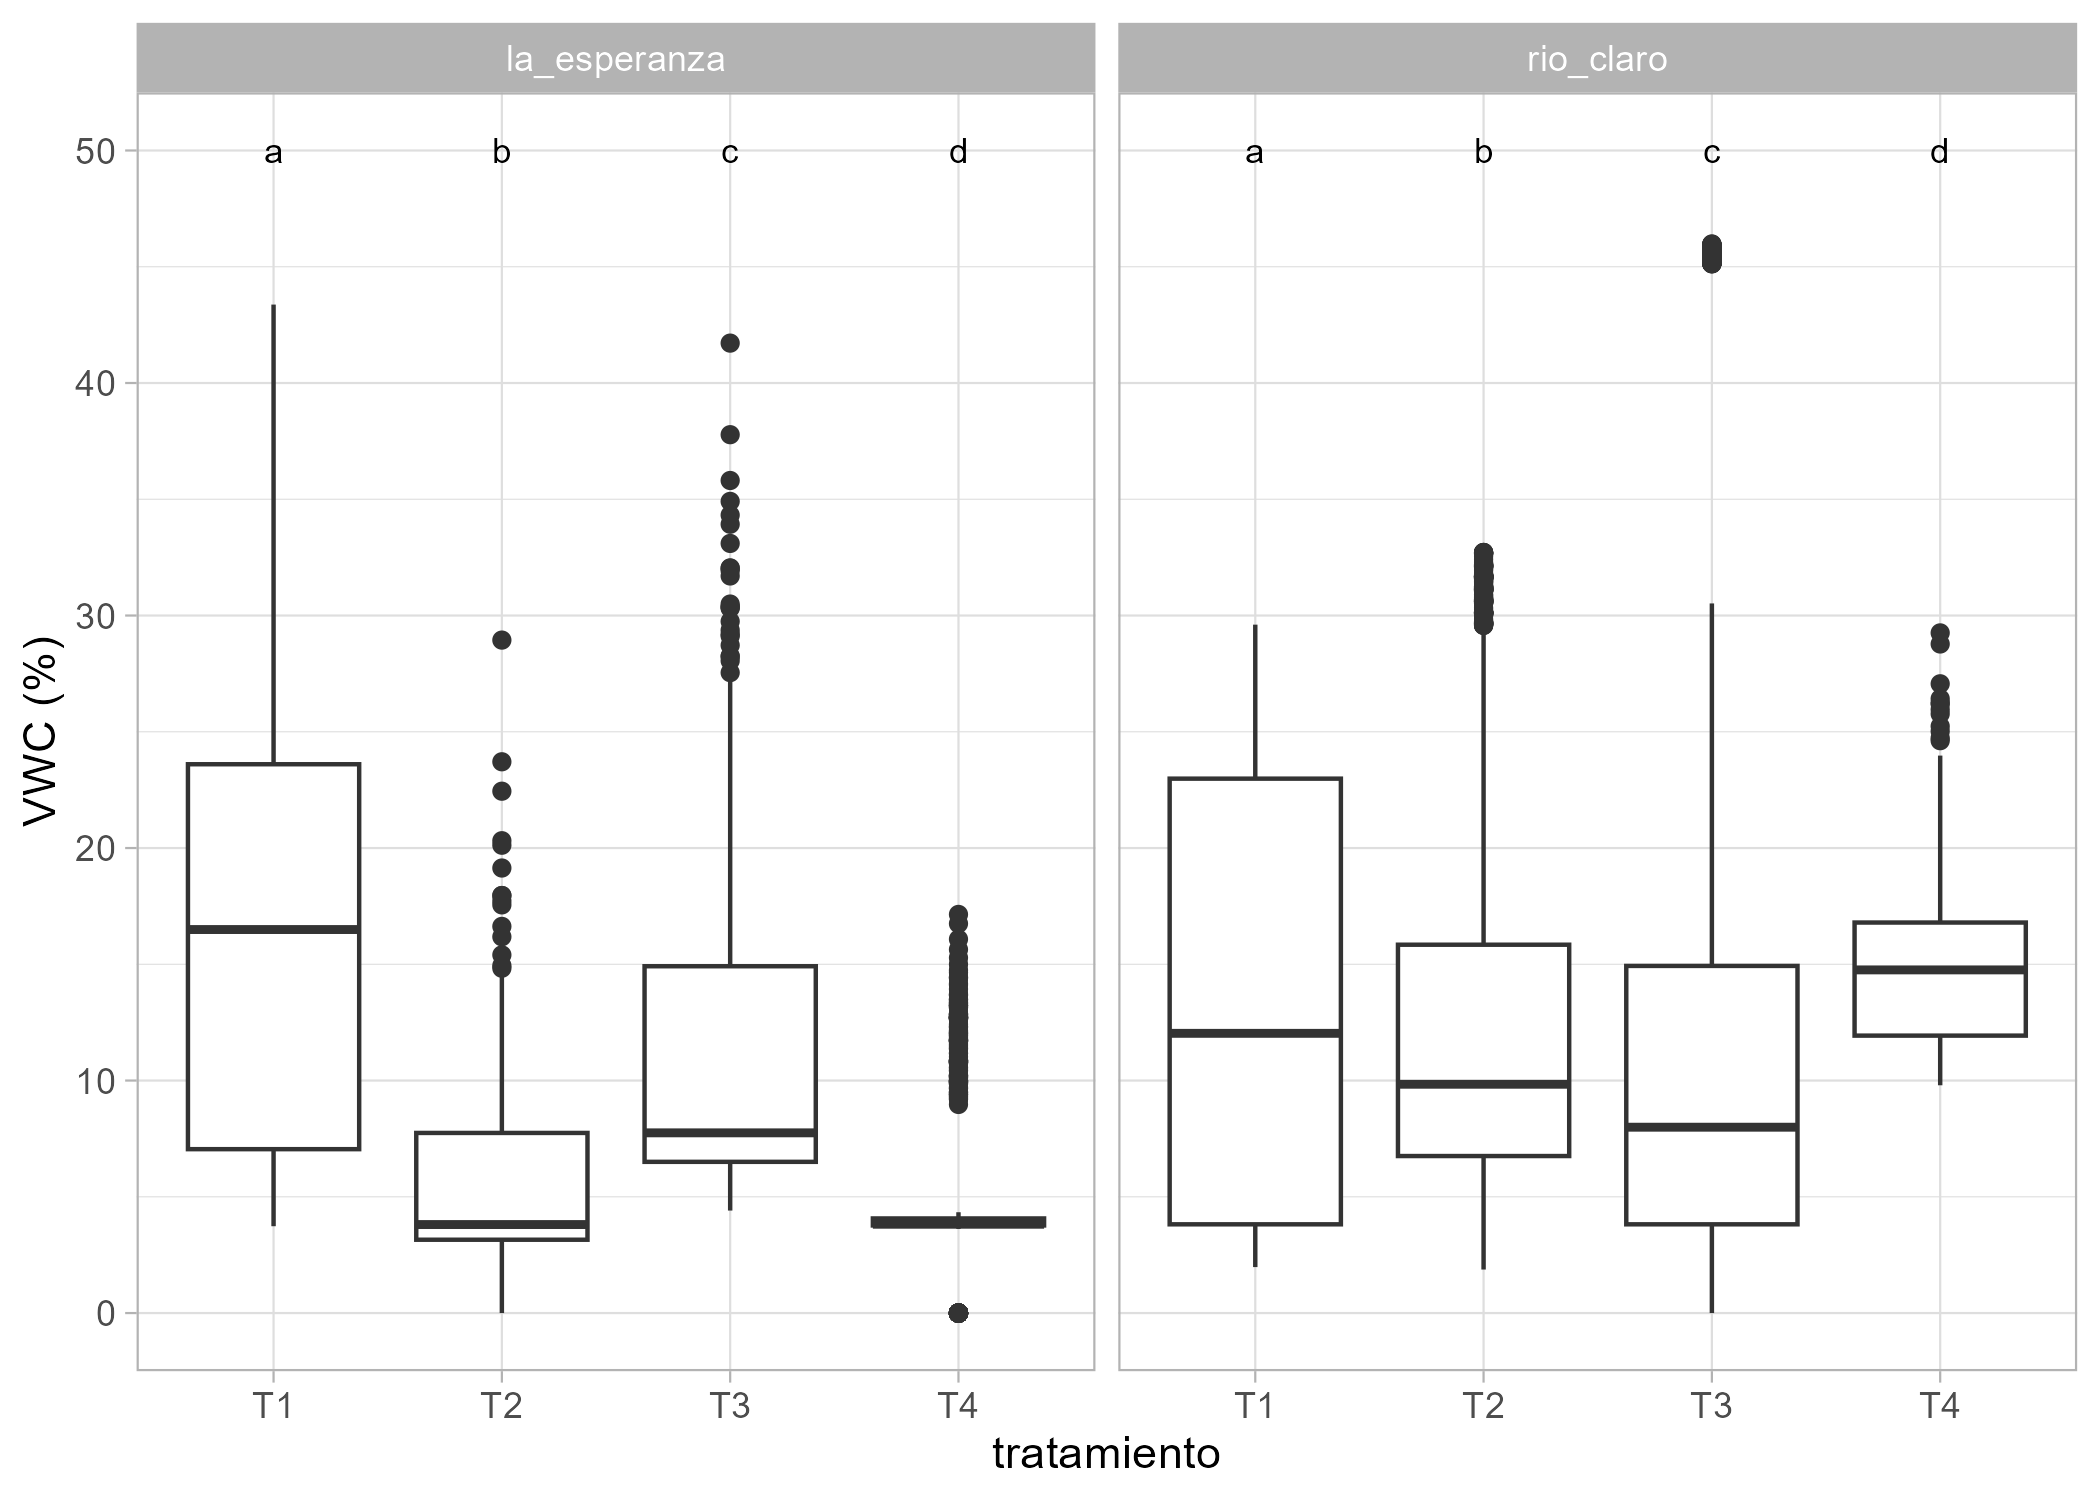 la_esperanza
rio_claro
a b c d
a b c d
50
40
30
20
10
0
VWC (%)
T1 T2 T3 T4
T1 T2 T3 T4
tratamiento